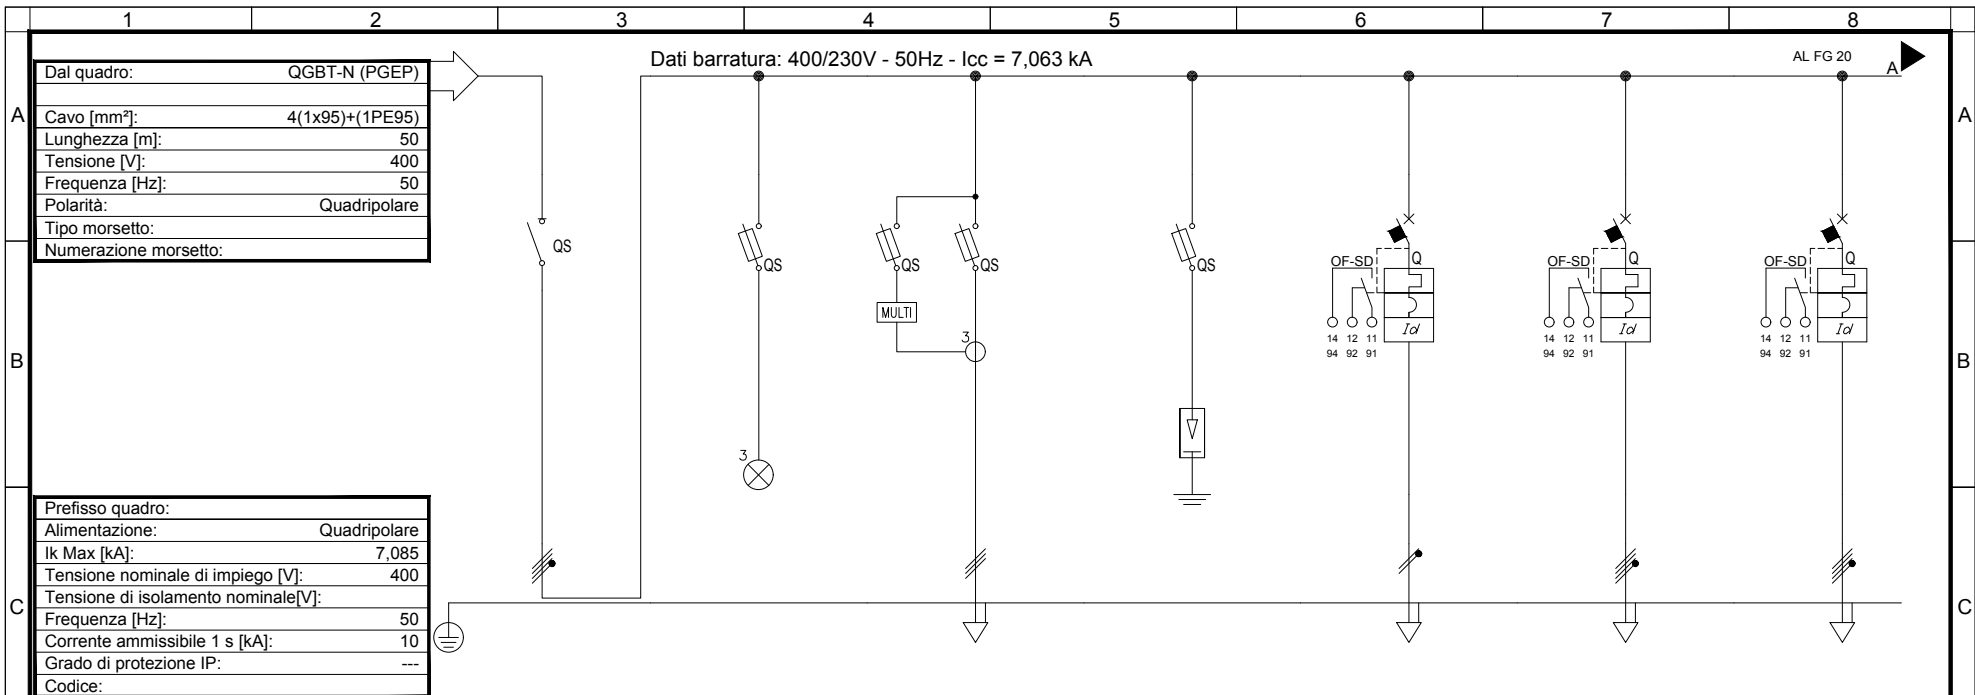 1 2 3 4 5 6 7 8
Dati barratura: 400/230V - 50Hz - Icc = 7,063 kA
AL FG 20
A
A
A
Dal quadro: QGBT-N (PGEP)
Cavo [mm²]: 4(1x95)+(1PE95)
Lunghezza [m]: 50
Tensione [V]: 400
Frequenza [Hz]: 50
Polarità: Quadripolare
Tipo morsetto:
Numerazione morsetto:
QS
QS
QS
QS
QS
OF-SD Q
OF-SD Q
OF-SD Q
MULTI
Id
Id
Id
14 12 11
94 92 91
14 12 11
94 92 91
14 12 11
94 92 91
3
B
B
3
Prefisso quadro:
Alimentazione: Quadripolare
Ik Max [kA]: 7,085
Tensione nominale di impiego [V]: 400
Tensione di isolamento nominale[V]:
Frequenza [Hz]: 50
Corrente ammissibile 1 s [kA]: 10
Grado di protezione IP: ---
Codice:
C
C